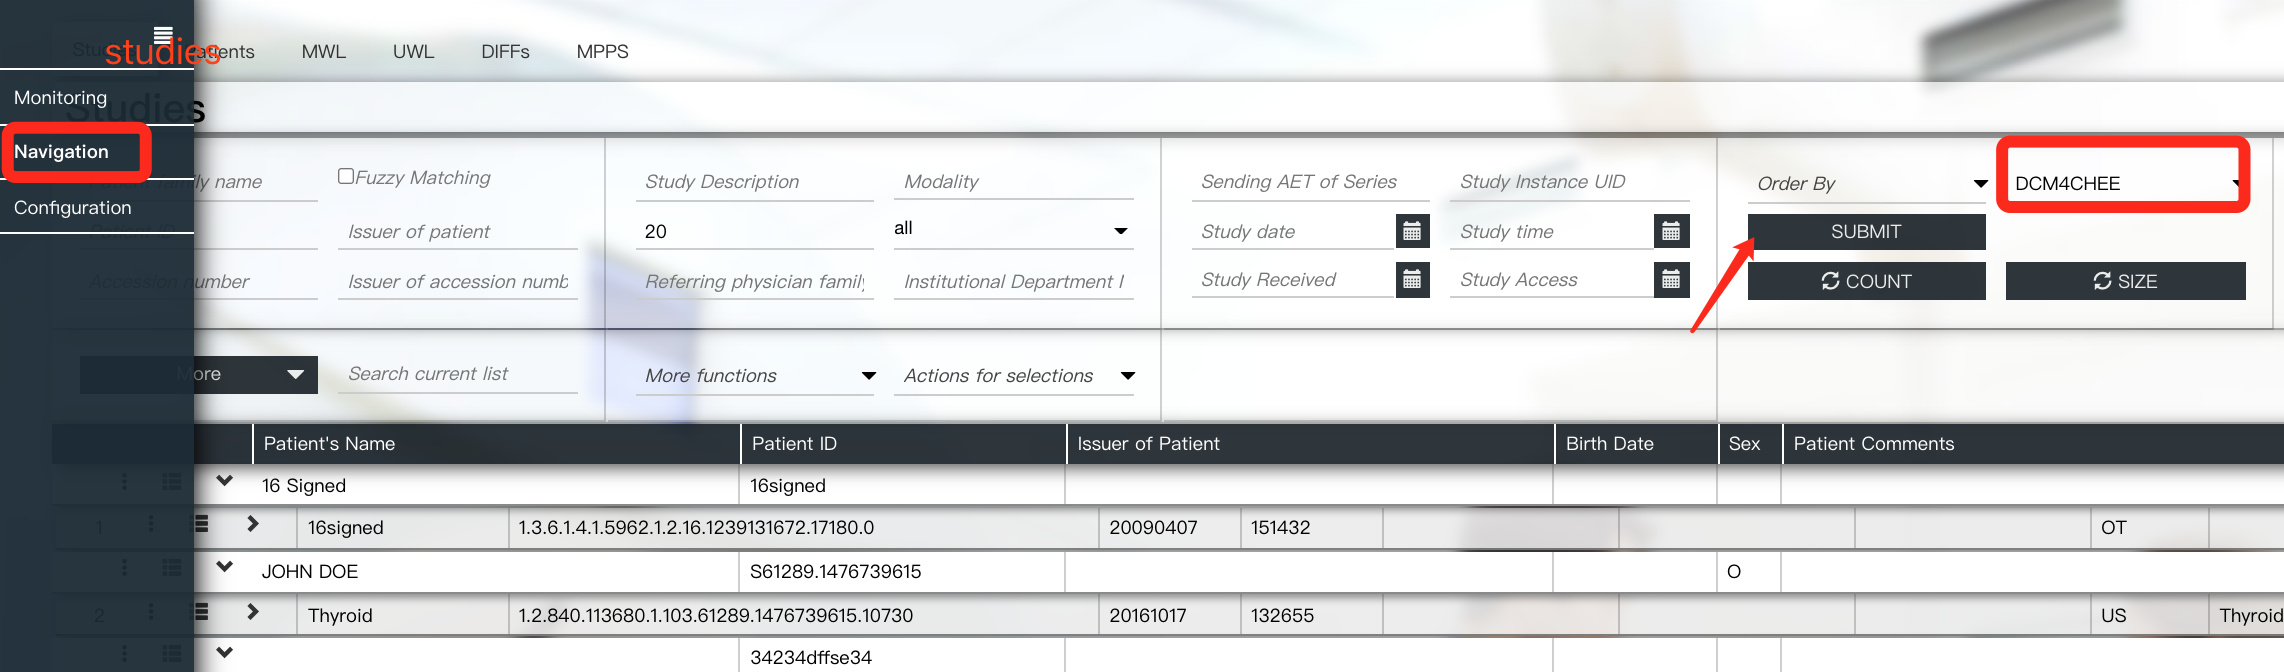 studies
Studies Patients MWL UWL DIFFs MPPS
Monitoring
Studies
Navigation
Configuration
Patient family name Fuzzy Matching Study Description Modality Sending AET of Series Study Instance UID Order By DCM4CHEE
Patient ID Issuer of patient 20 all Study date Study time SUBMIT
Accession number Issuer of accession numb Referring physician family Institutional Department Study Received Study Access COUNT SIZE
More Search current list More functions Actions for selections
Patient's Name Patient ID Issuer of Patient Birth Date Sex Patient Comments
16 Signed 16signed
1 16signed 1.3.6.1.4.1.5962.1.2.16.1239131672.17180.0 20090407 151432 OT
JOHN DOE S61289.1476739615 O
2 Thyroid 1.2.840.113680.1.103.61289.1476739615.10730 20161017 132655 US Thyroid
34234dffse34